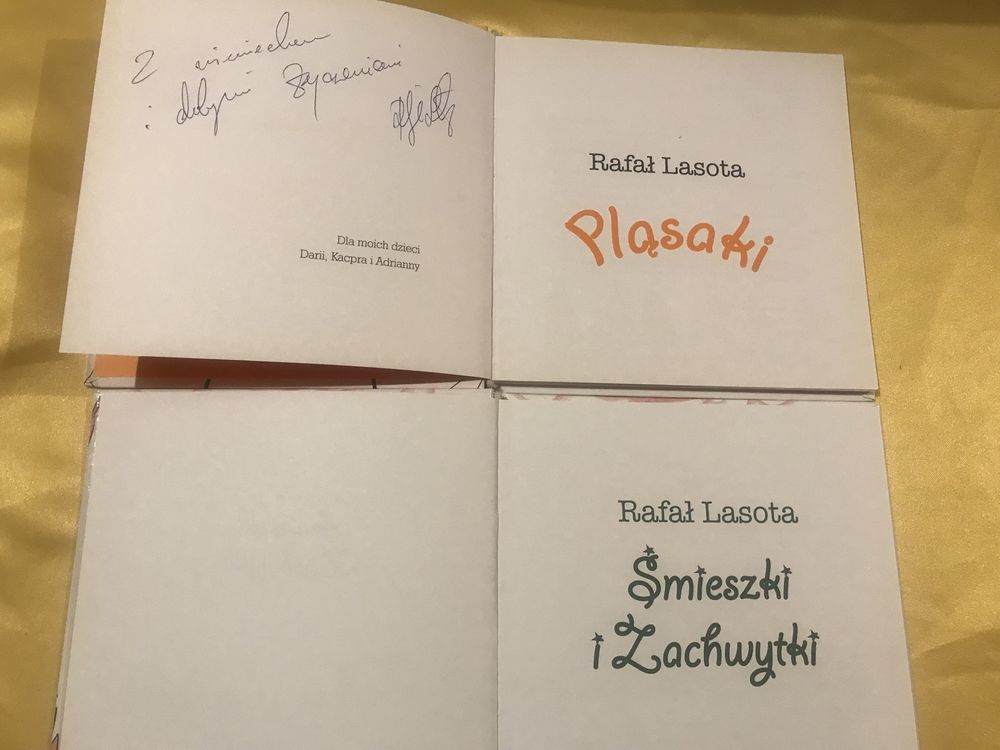 Z uśmiechem
i dobrymi życzeniami
Dla moich dzieci
Darii, Kacpra i Adrianny
Rafał Lasota
Pląsaki
Rafał Lasota
Śmieszki
i Zachwytki